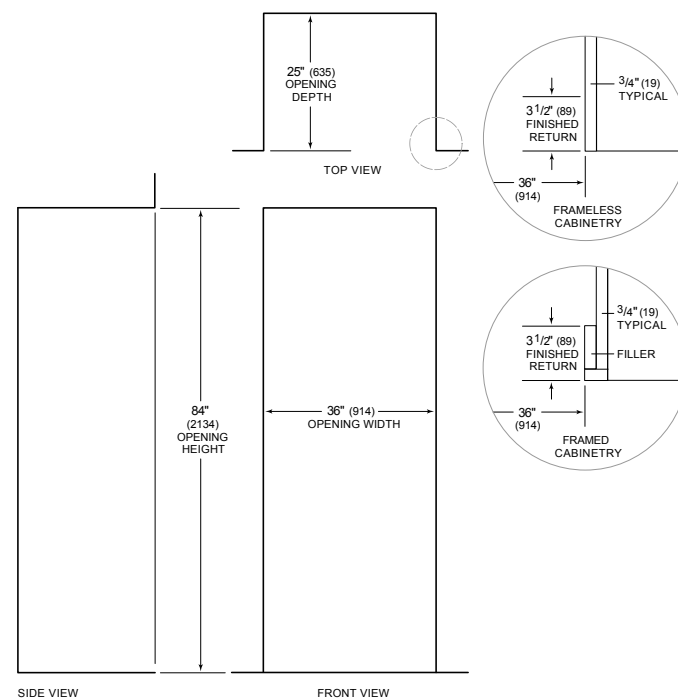 25" (635)
OPENING
DEPTH
TOP VIEW
3/4" (19)
TYPICAL
3 1/2" (89)
FINISHED
RETURN
36"
(914)
FRAMELESS
CABINETRY
3/4" (19)
TYPICAL
3 1/2" (89)
FINISHED
RETURN
FILLER
36"
(914)
FRAMED
CABINETRY
84"
(2134)
OPENING
HEIGHT
36" (914)
OPENING WIDTH
SIDE VIEW
FRONT VIEW